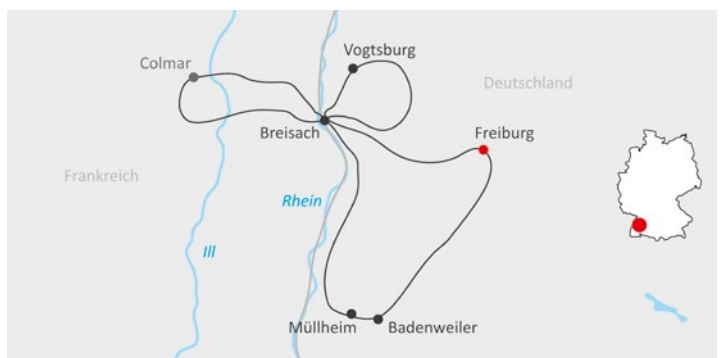 Vogtsburg
Colmar
Deutschland
Breisach
Freiburg
Frankreich
Rhein
Ill
Müllheim
Badenweiler